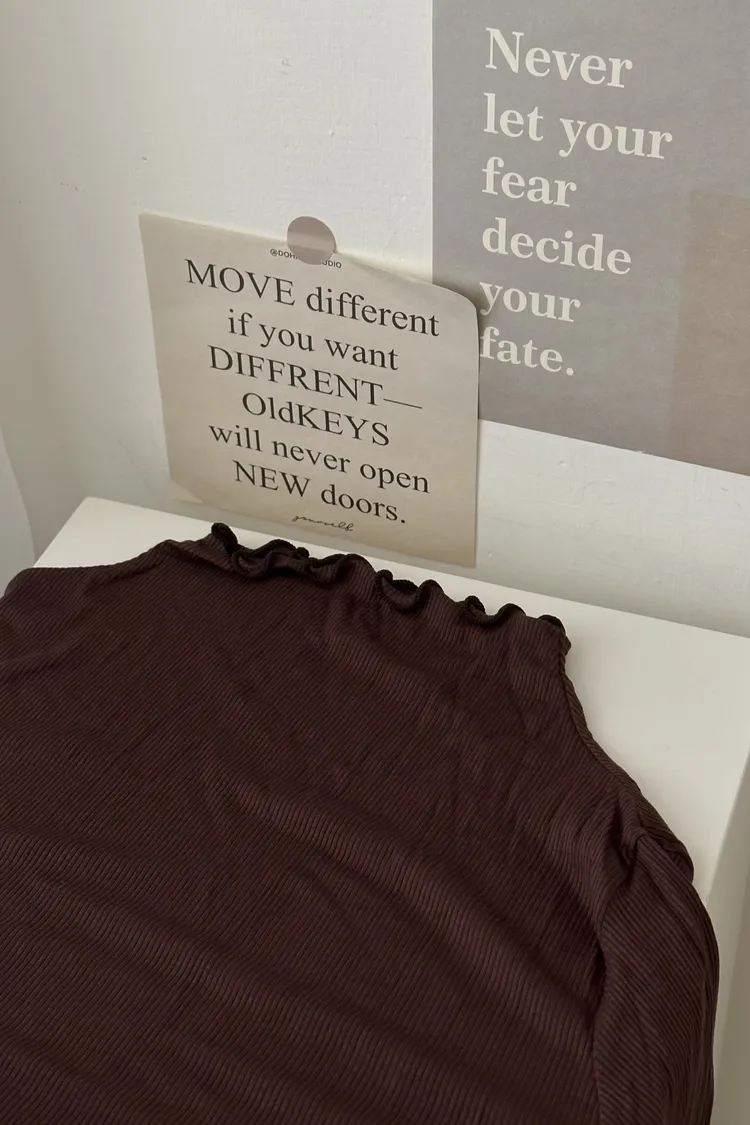 MOVE different
if you want
DIFFRENT—
OldKEYS
will never open
NEW doors.
yourself
Never
let your
fear
decide
your
fate.